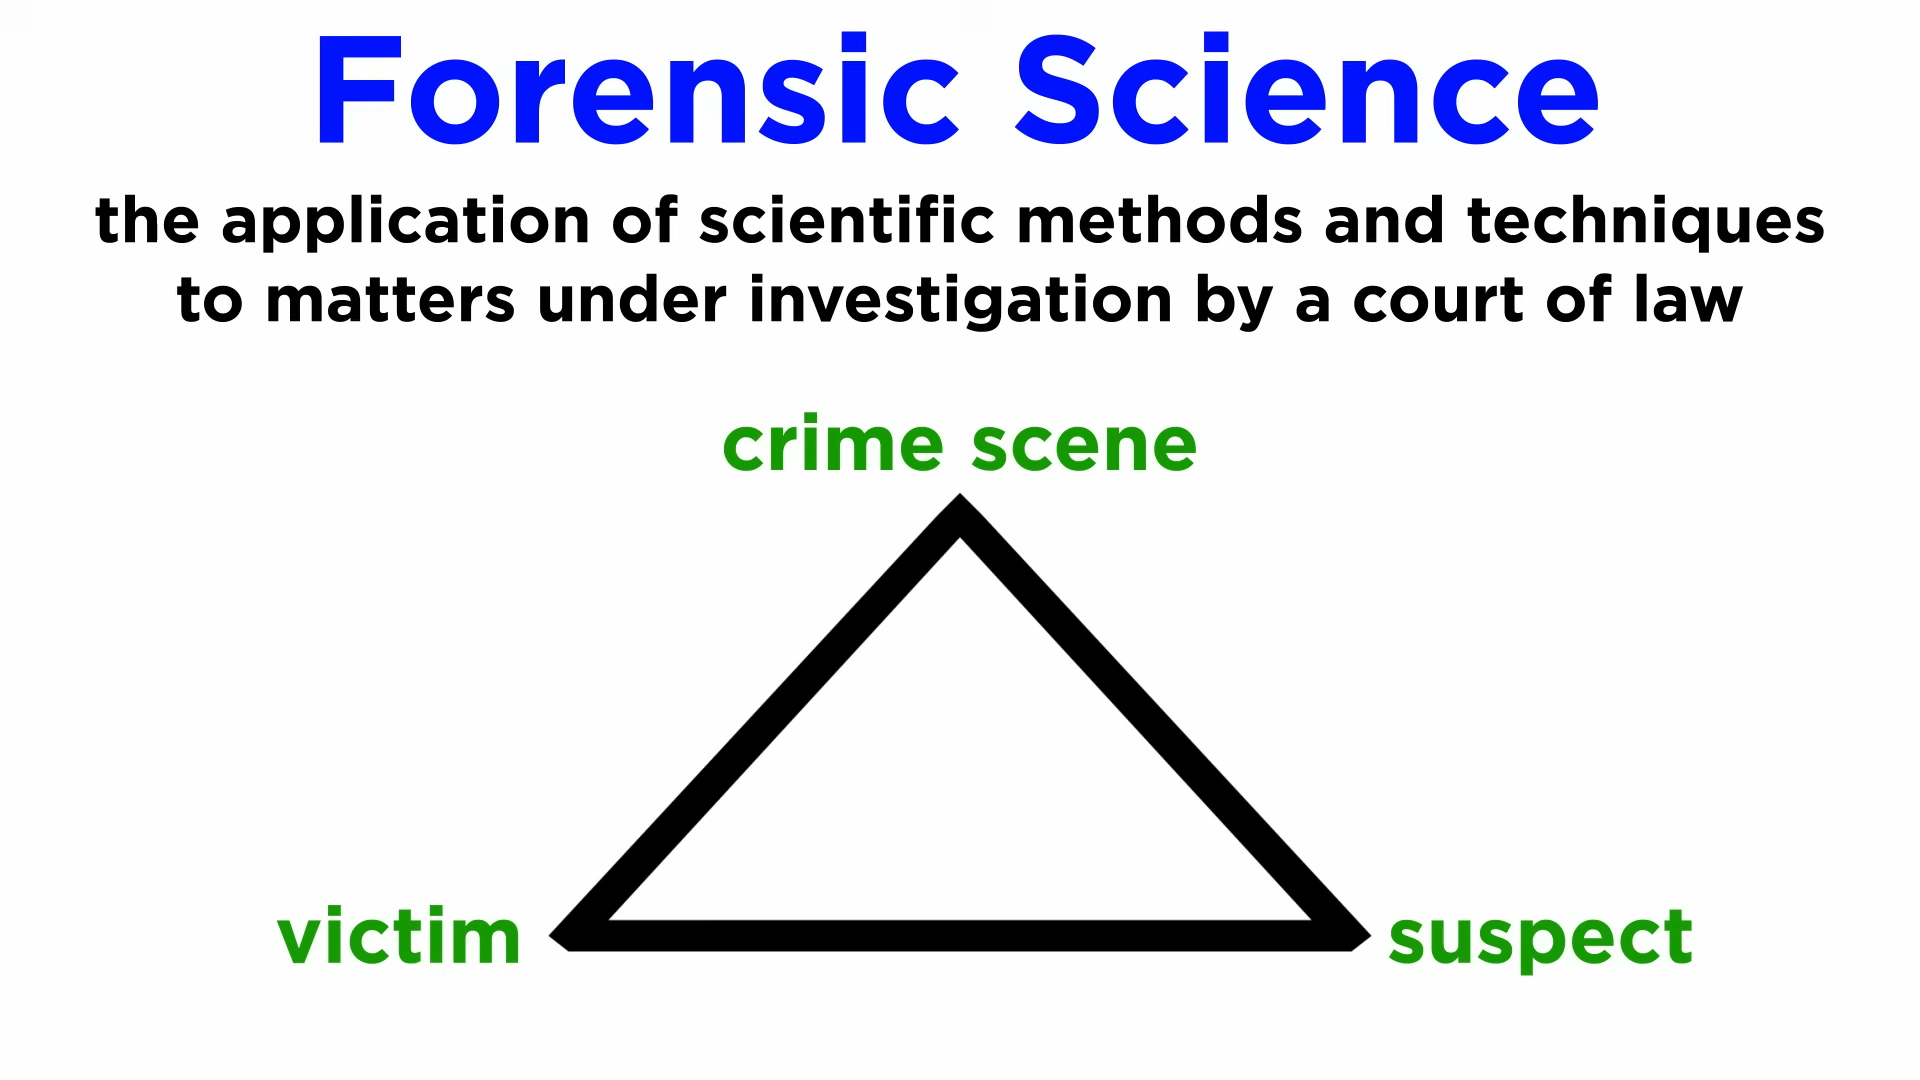 Forensic Science
the application of scientific methods and techniques
to matters under investigation by a court of law
crime scene
victim
suspect